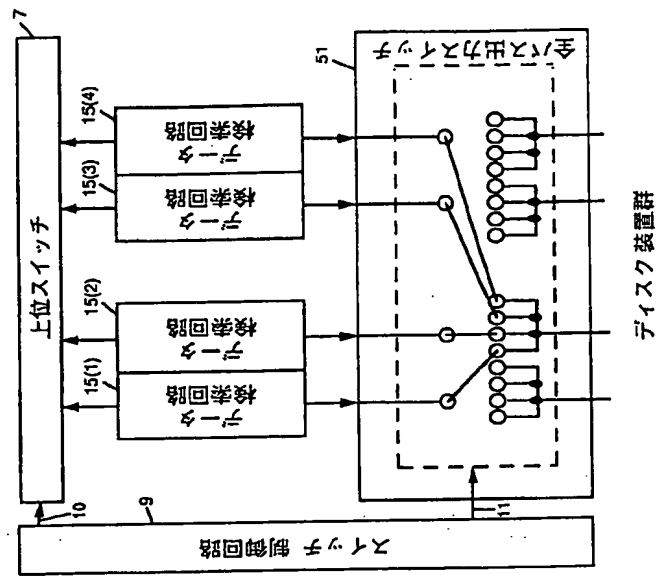 7
上位スイッチ
15(1)
データ
検索回路
15(2)
データ
検索回路
15(3)
データ
検索回路
15(4)
データ
検索回路
10
9
スイッチ 制御回路
11
51
全パス出力スイッチ
ディスク装置群